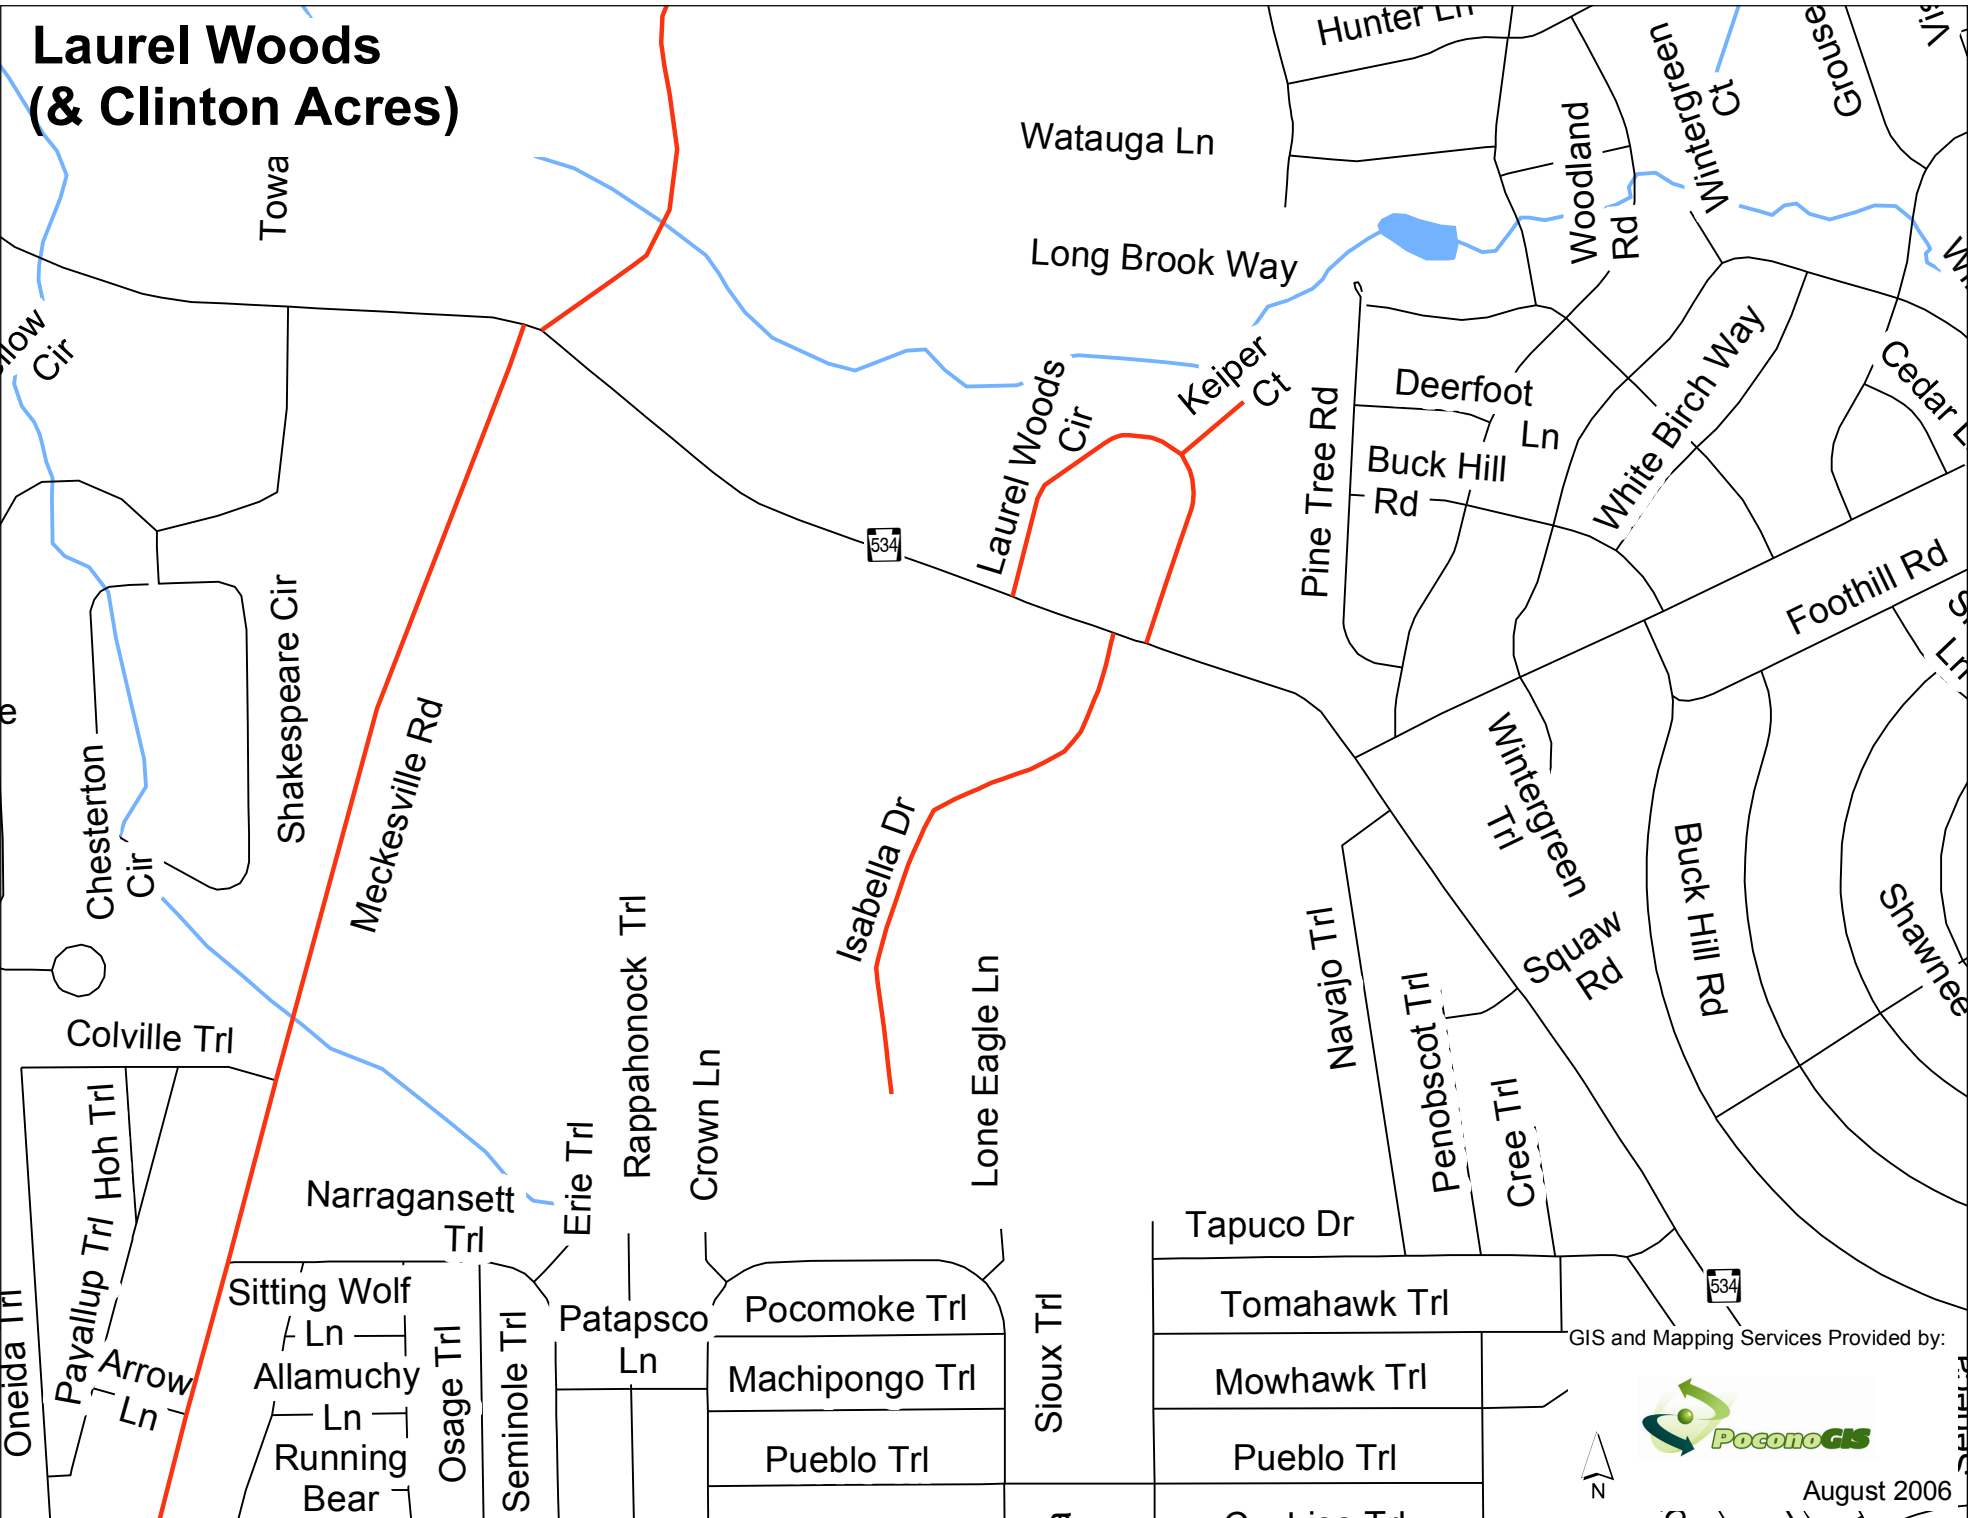 Laurel Woods
(& Clinton Acres)
Hunter Ln
Wintergreen
Ct
Grouse
Towa
Watauga Ln
Woodland
Rd
Long Brook Way
Cir
Keiper
Ct
Laurel Woods
Cir
Deerfoot
Ln
Buck Hill
Rd
Pine Tree Rd
White Birch Way
Cedar
534
Foothill Rd
Ln
Shakespeare Cir
Meckesville Rd
Chesterton
Cir
Isabella Dr
Wintergreen
Trl
Buck Hill Rd
Squaw
Rd
Shawnee
Navajo Trl
Penobscot Trl
Cree Trl
Rappahonock Trl
Lone Eagle Ln
Crown Ln
Erie Trl
Colville Trl
Hoh Trl
Payallup Trl
Oneida Trl
Arrow
Ln
Narragansett
Trl
Sitting Wolf
Ln
Allamuchy
Ln
Running
Bear
Osage Trl
Seminole Trl
Patapsco
Ln
Pocomoke Trl
Machipongo Trl
Pueblo Trl
Sioux Trl
Tapuco Dr
Tomahawk Trl
Mowhawk Trl
Pueblo Trl
534
GIS and Mapping Services Provided by:
PoconoGIS
N
August 2006